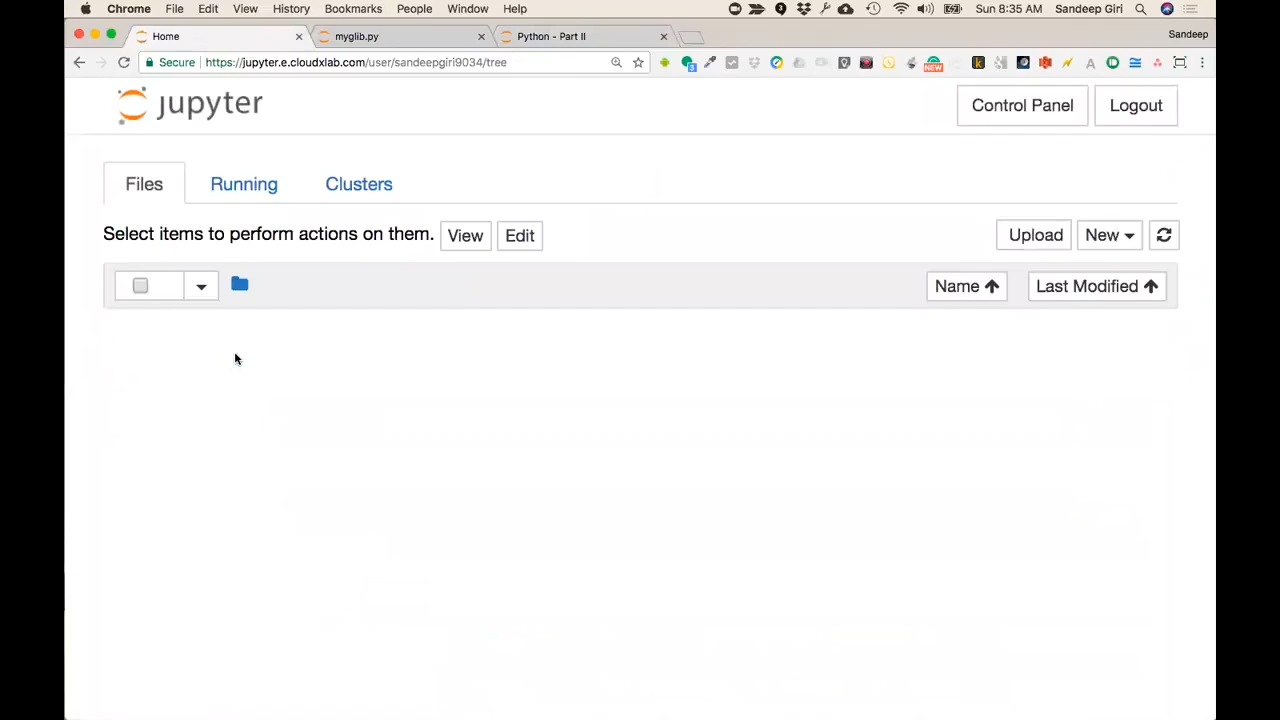 Chrome File Edit View History Bookmarks People Window Help Sun 8:35 AM Sandeep Giri
Home myglib.py Python - Part II Sandeep
Secure https://jupyter.e.cloudxlab.com/user/sandeepgiri9034/tree
NEW
jupyter Control Panel Logout
Files Running Clusters
Select items to perform actions on them. View Edit Upload New
Name Last Modified